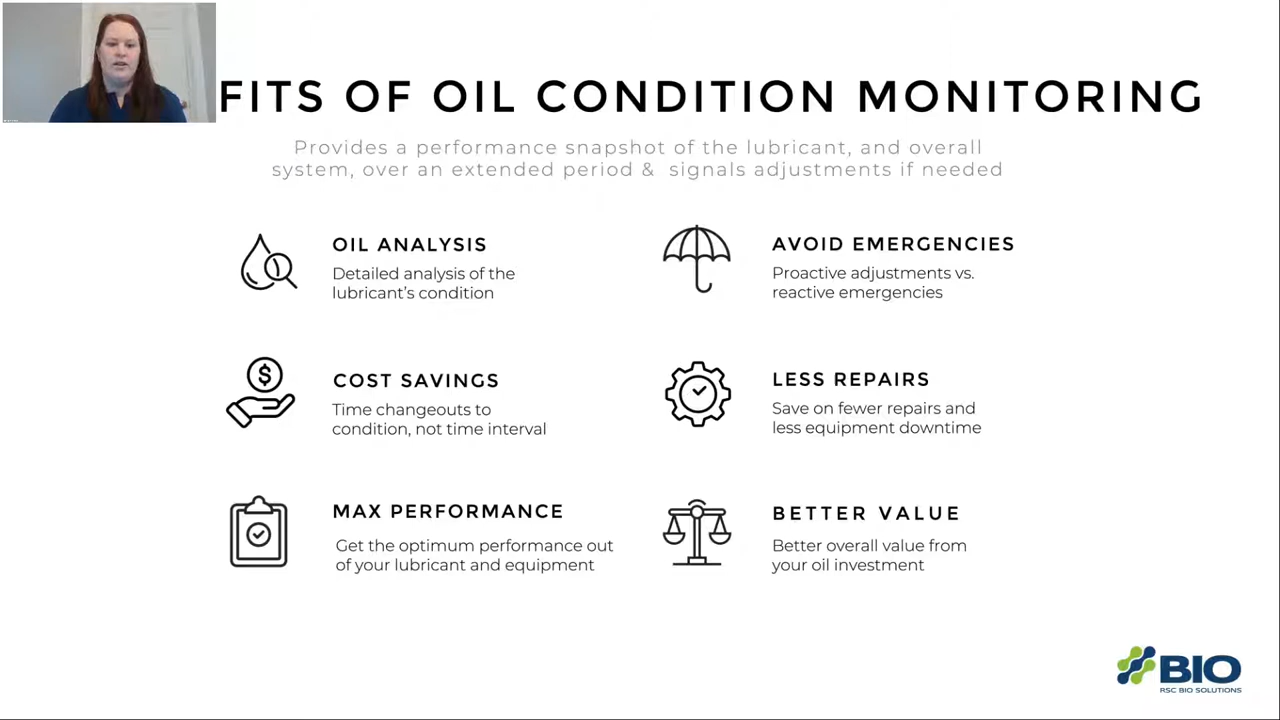 FITS OF OIL CONDITION MONITORING
Provides a performance snapshot of the lubricant, and overall
system, over an extended period & signals adjustments if needed
OIL ANALYSIS
Detailed analysis of the
lubricant's condition
AVOID EMERGENCIES
Proactive adjustments vs.
reactive emergencies
COST SAVINGS
Time changeouts to
condition, not time interval
LESS REPAIRS
Save on fewer repairs and
less equipment downtime
MAX PERFORMANCE
Get the optimum performance out
of your lubricant and equipment
BETTER VALUE
Better overall value from
your oil investment
BIO
RSC BIO SOLUTIONS